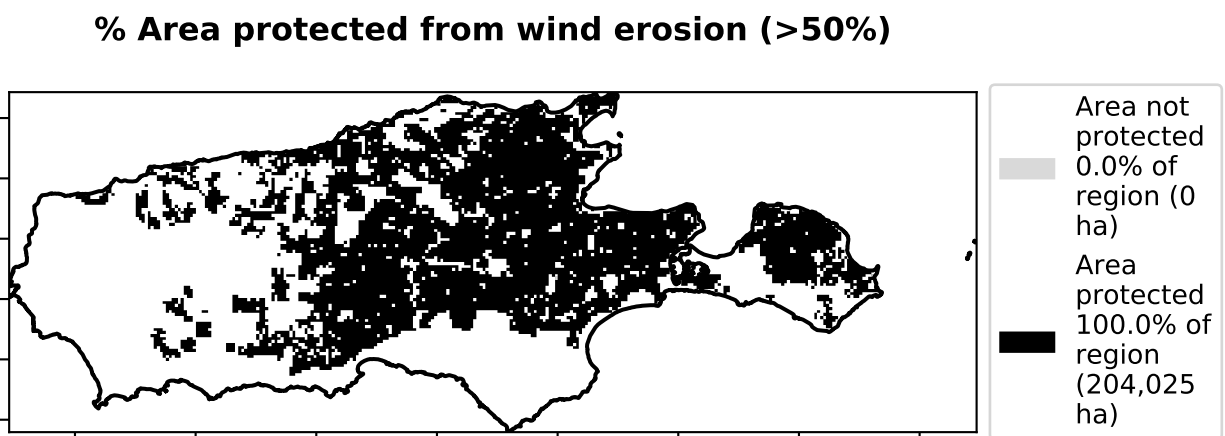 % Area protected from wind erosion (>50%)
Area not
protected
0.0% of
region (0
ha)
Area
protected
100.0% of
region
(204,025
ha)